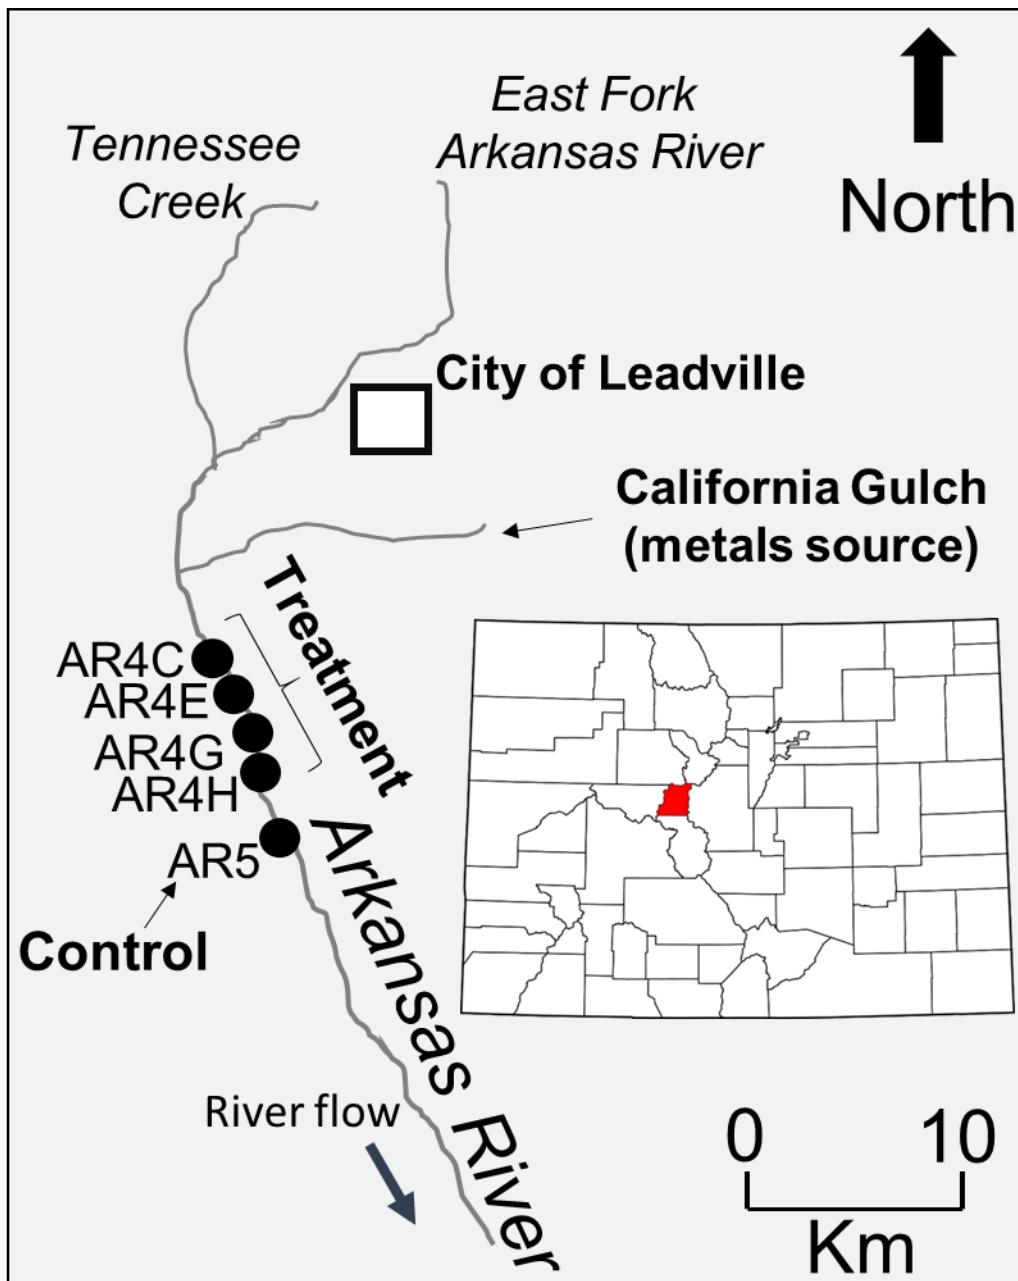 East Fork
Arkansas River
Tennessee
Creek
North
City of Leadville
California Gulch
(metals source)
Treatment
AR4C
AR4E
AR4G
AR4H
AR5
Control
Arkansas River
River flow
0 10
Km